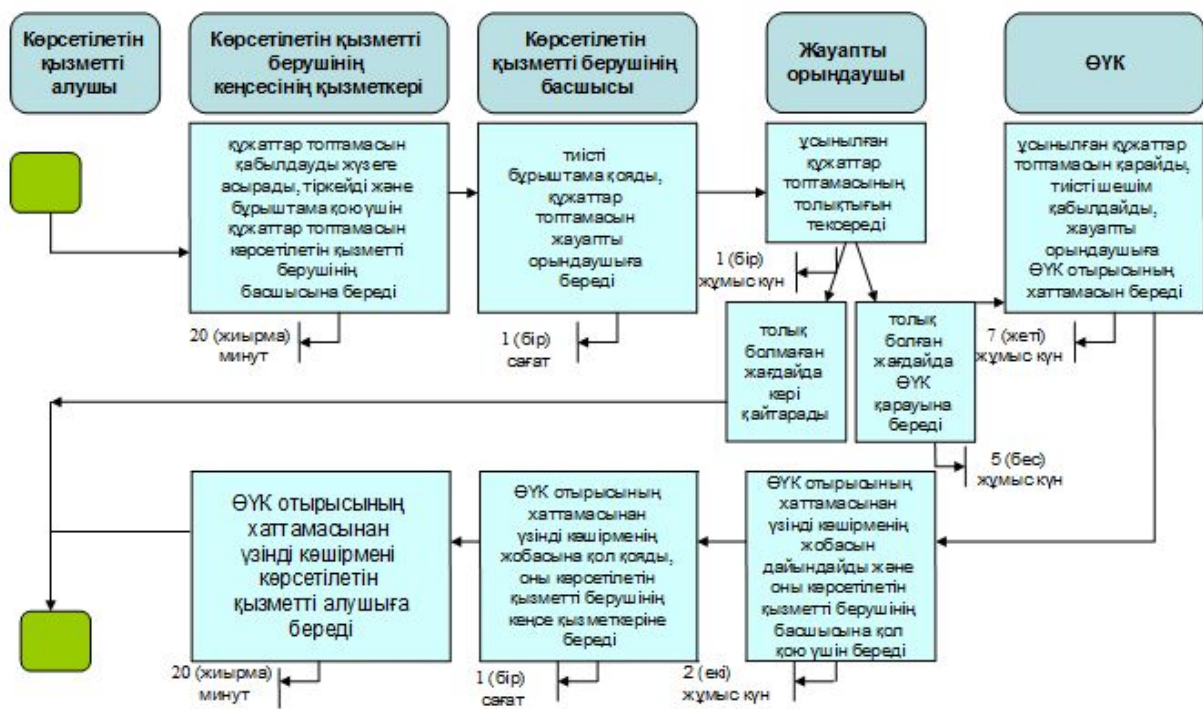 Көрсетілетін
қызметті
алушы
Көрсетілетін қызметті
берушінің
кеңсесінің қызметкері
Көрсетілетін
қызметті берушінің
басшысы
Жауапты
орындаушы
ӨҮК
құжаттар топтамасын
қабылдауды жүзеге
асырады, тіркейді және
бұрыштама қою үшін
құжаттар топтамасын
көрсетілетін қызметті
берушінің
басшысына береді
20 (жиырма)
минут
тиісті
бұрыштама қояды,
құжаттар
топтамасын
жауапты
орындаушыға
береді
1 (бір)
сағат
ұсынылған
құжаттар
топтамасының
толықтығын
тексереді
1 (бір)
жұмыс күн
толық
болмаған
жағдайда
кері
қайтарады
толық
болған
жағдайда
ӨҮК
қарауына
береді
5 (бес)
жұмыс күн
ұсынылған құжаттар
топтамасын қарайды,
тиісті шешім
қабылдайды,
жауапты
орындаушыға
ӨҮК отырысының
хаттамасын береді
7 (жеті)
жұмыс күн
ӨҮК отырысының
хаттамасынан
үзінді көшірмені
көрсетілетін
қызметті алушыға
береді
20 (жиырма)
минут
ӨҮК отырысының
хаттамасынан
үзінді көшірменің
жобасына қол қояды,
оны көрсетілетін
қызметті берушінің
кеңсе қызметкеріне
береді
1 (бір)
сағат
ӨҮК отырысының
хаттамасынан
үзінді көшірменің
жобасын
дайындайды және
оны көрсетілетін
қызметті берушінің
басшысына қол
қою үшін береді
2 (екі)
жұмыс күн